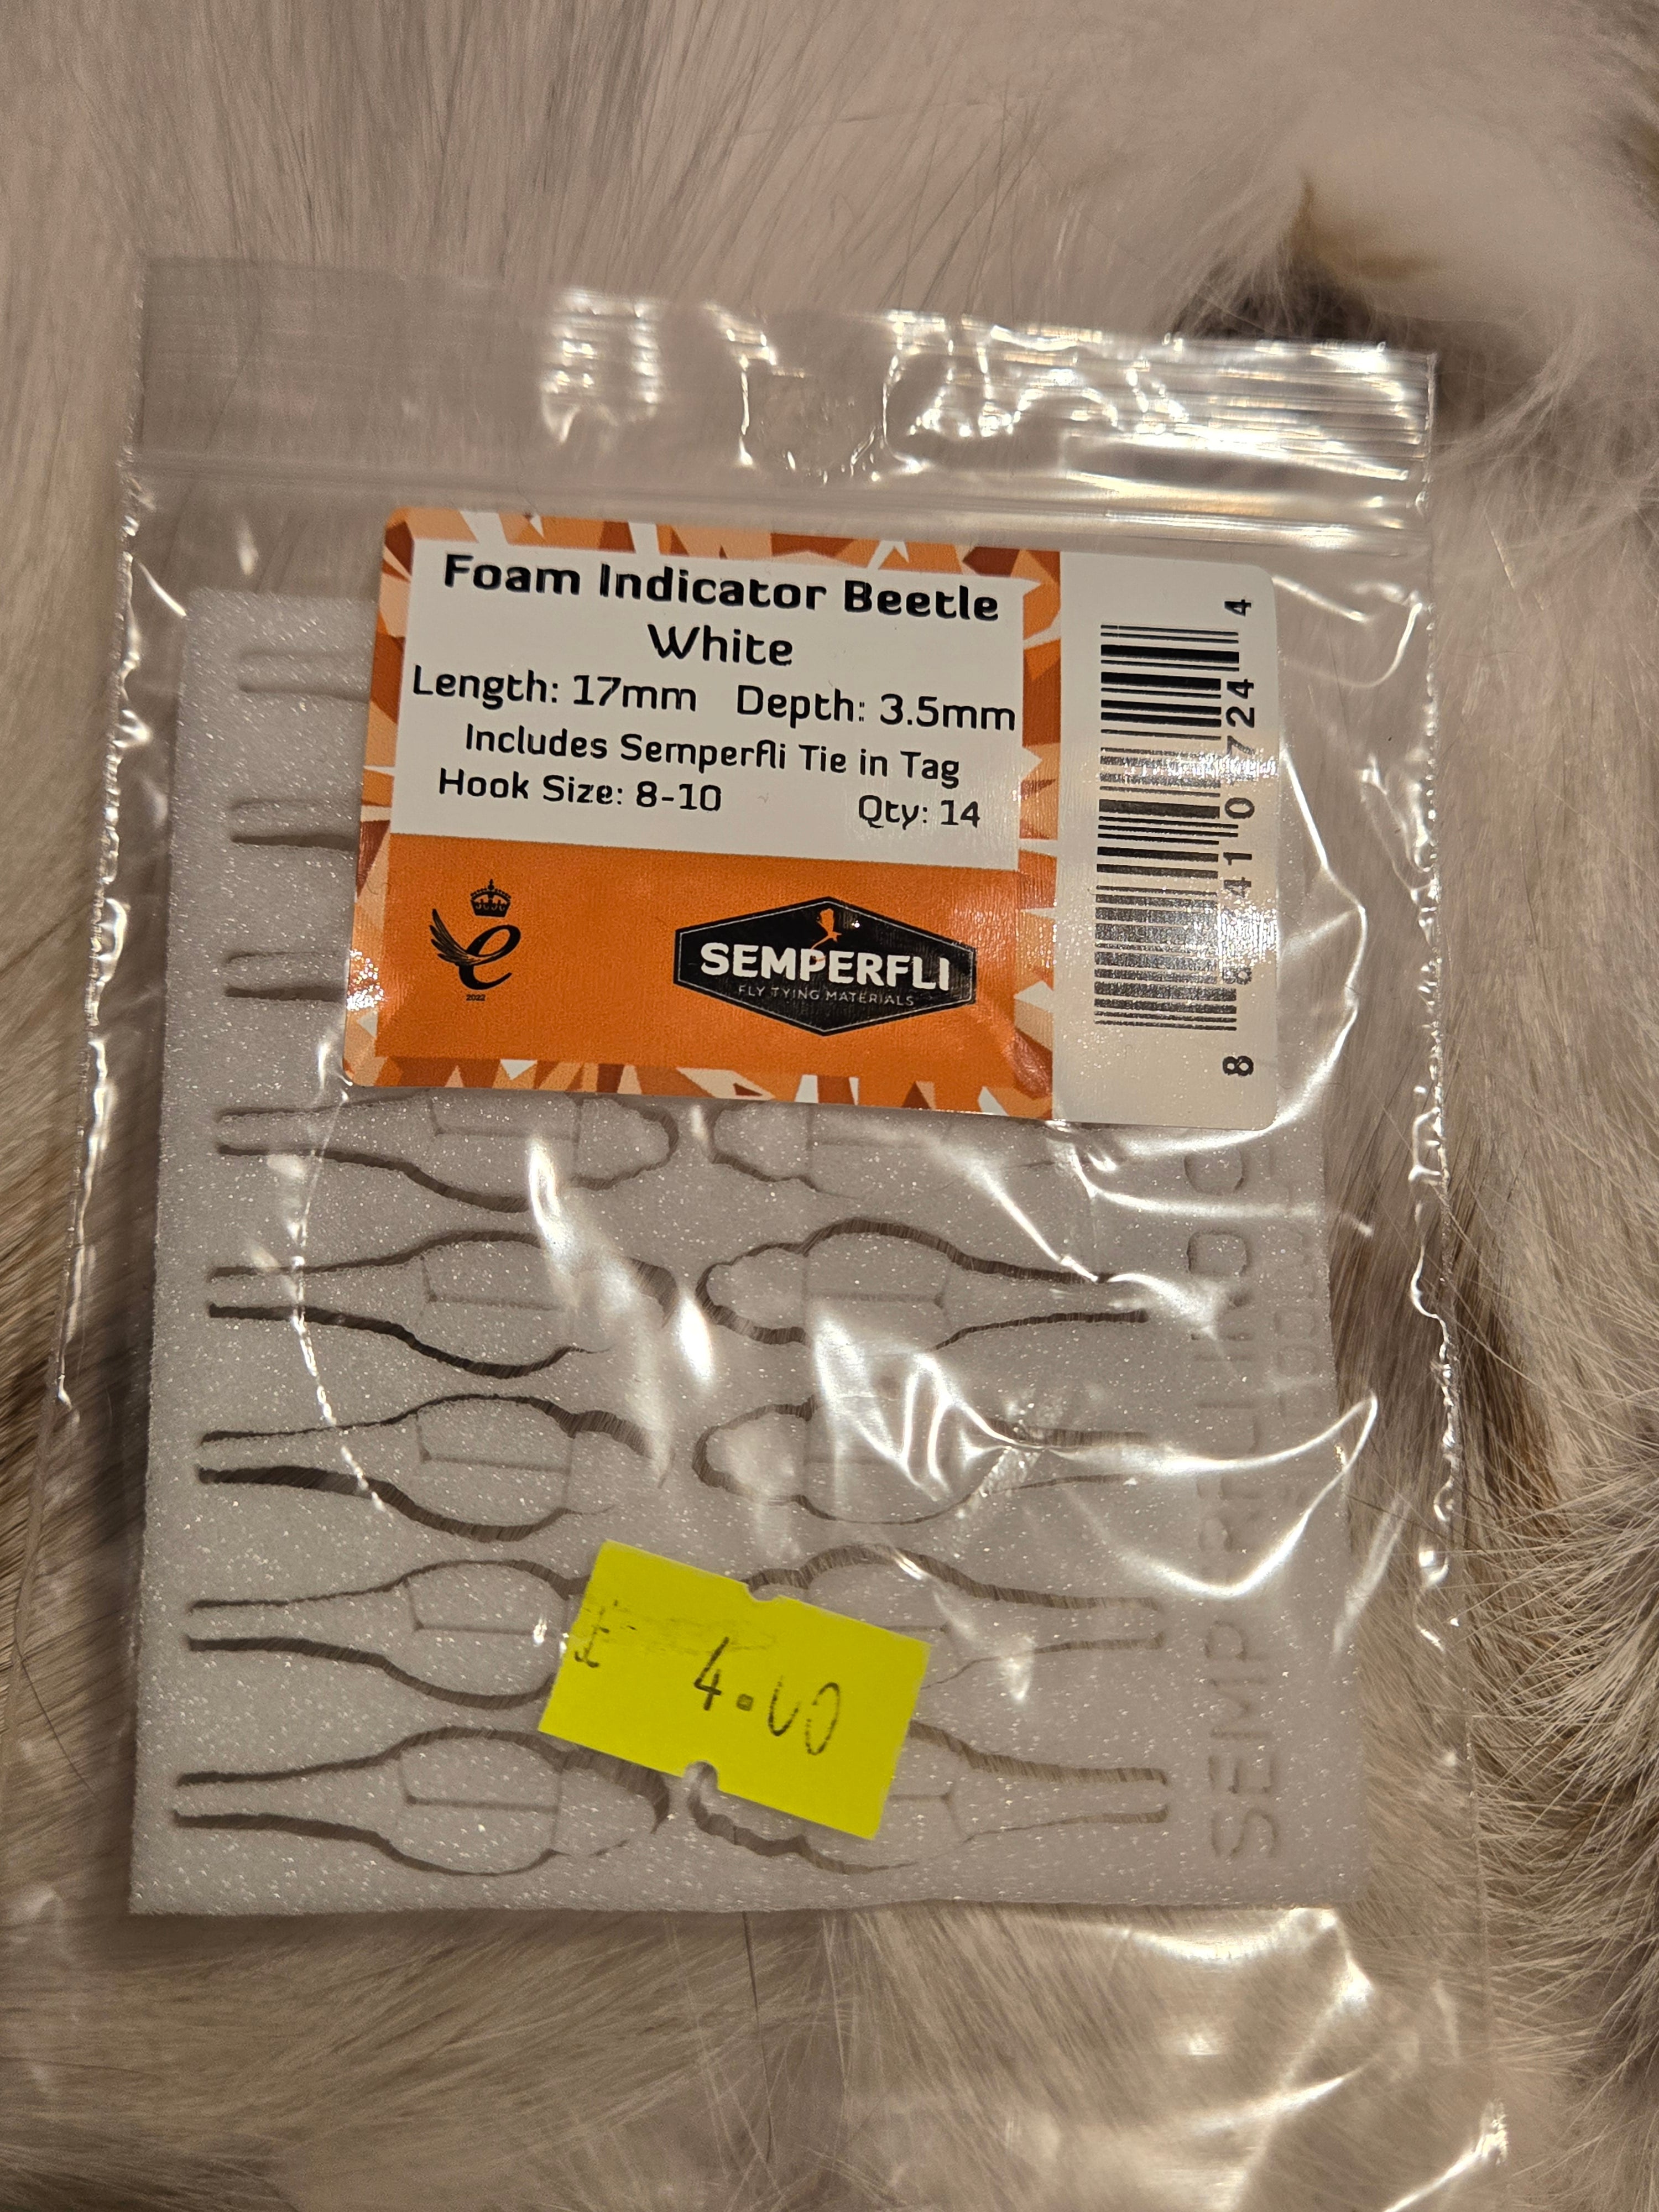 Foam Indicator Beetle
White
Length: 17mm Depth: 3.5mm
Includes Semperfli Tie in Tag
Hook Size: 8-10 Qty: 14
2022
SEMPERFLI
FLY TYING MATERIALS
£ 4.00
SEMP